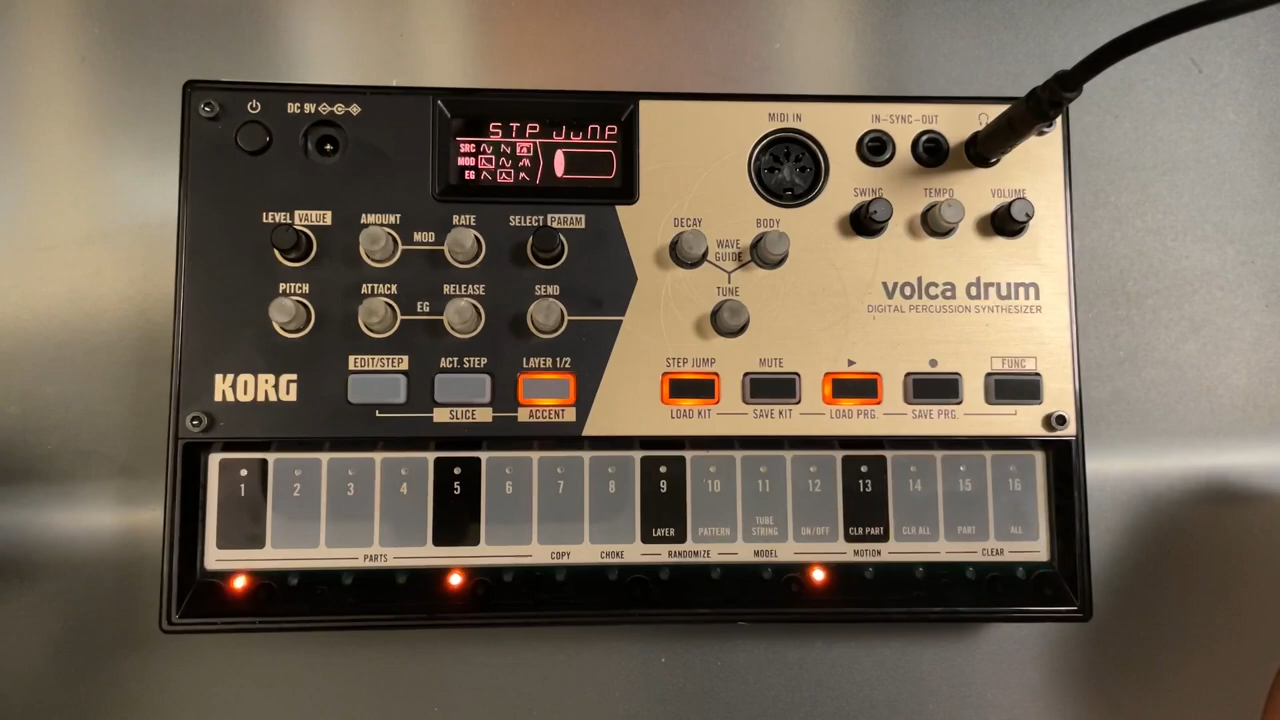 DC 9V
STP JUMP
SRC
MOD
EG
MIDI IN
IN-SYNC-OUT
LEVEL VALUE
AMOUNT
MOD
RATE
SELECT PARAM
DECAY
WAVE GUIDE
BODY
TUNE
SWING
TEMPO
VOLUME
PITCH
ATTACK
EG
RELEASE
SEND
volca drum
DIGITAL PERCUSSION SYNTHESIZER
KORG
EDIT/STEP
ACT. STEP
LAYER 1/2
STEP JUMP
MUTE
FUNC
SLICE
ACCENT
LOAD KIT
SAVE KIT
LOAD PRG.
SAVE PRG.
1 2 3 4 5 6 7 8 9 10 11 12 13 14 15 16
LAYER
PATTERN
TUBE
STRING
ON/OFF
CLR PART
CLR ALL
PART
ALL
PARTS
COPY
CHOKE
RANDOMIZE
MODEL
MOTION
CLEAR